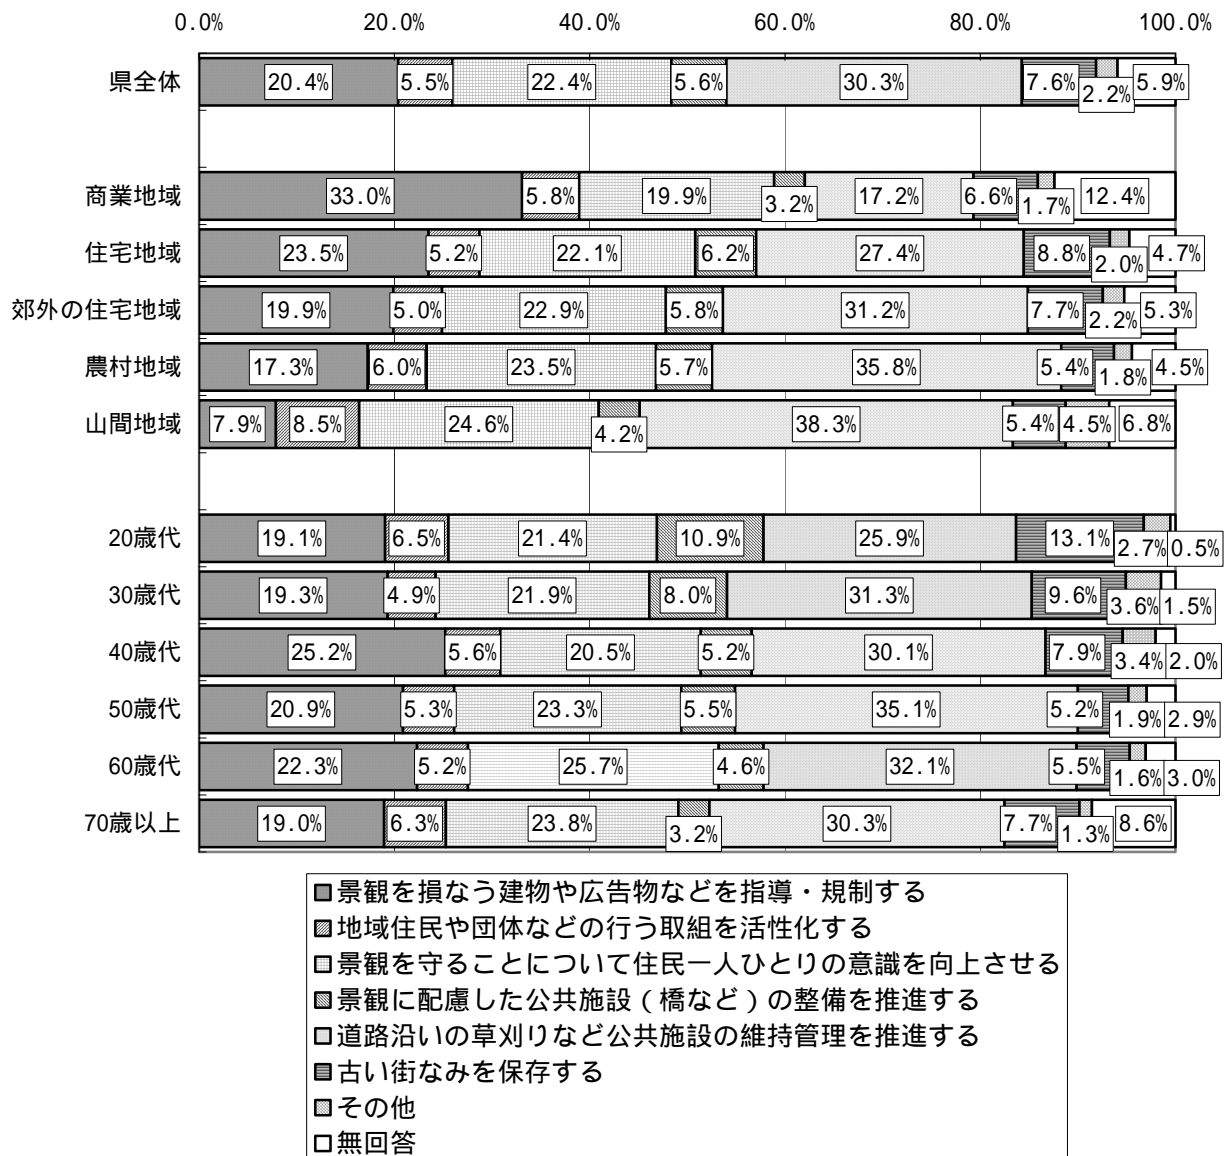 0.0% 20.0% 40.0% 60.0% 80.0% 100.0%
県全体 20.4% 5.5% 22.4% 5.6% 30.3% 7.6% 2.2% 5.9%
商業地域 33.0% 5.8% 19.9% 3.2% 17.2% 6.6% 1.7% 12.4%
住宅地域 23.5% 5.2% 22.1% 6.2% 27.4% 8.8% 2.0% 4.7%
郊外の住宅地域 19.9% 5.0% 22.9% 5.8% 31.2% 7.7% 2.2% 5.3%
農村地域 17.3% 6.0% 23.5% 5.7% 35.8% 5.4% 1.8% 4.5%
山間地域 7.9% 8.5% 24.6% 4.2% 38.3% 5.4% 4.5% 6.8%
20歳代 19.1% 6.5% 21.4% 10.9% 25.9% 13.1% 2.7% 0.5%
30歳代 19.3% 4.9% 21.9% 8.0% 31.3% 9.6% 3.6% 1.5%
40歳代 25.2% 5.6% 20.5% 5.2% 30.1% 7.9% 3.4% 2.0%
50歳代 20.9% 5.3% 23.3% 5.5% 35.1% 5.2% 1.9% 2.9%
60歳代 22.3% 5.2% 25.7% 4.6% 32.1% 5.5% 1.6% 3.0%
70歳以上 19.0% 6.3% 23.8% 3.2% 30.3% 7.7% 1.3% 8.6%
景観を損なう建物や広告物などを指導・規制する
地域住民や団体などの行う取組を活性化する
景観を守ることについて住民一人ひとりの意識を向上させる
景観に配慮した公共施設（橋など）の整備を推進する
道路沿いの草刈りなど公共施設の維持管理を推進する
古い街なみを保存する
その他
無回答